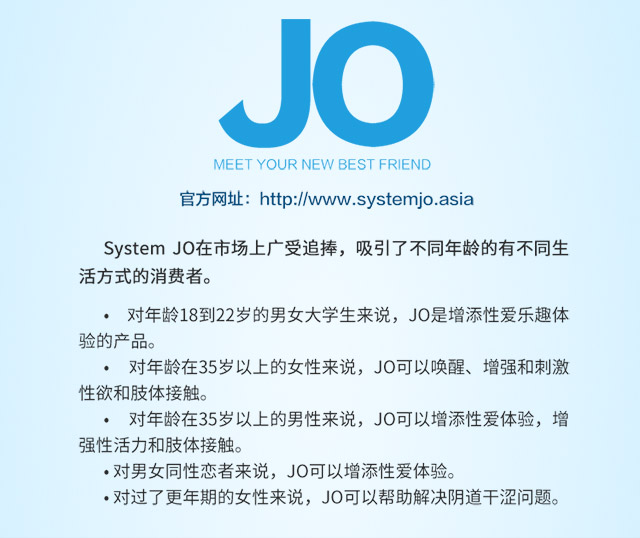 JO
MEET YOUR NEW BEST FRIEND
官方网址：http://www.systemjo.asia
System JO在市场上广受追捧，吸引了不同年龄的有不同生
活方式的消费者。
• 对年龄18到22岁的男女大学生来说，JO是增添性爱乐趣体
验的产品。
• 对年龄在35岁以上的女性来说，JO可以唤醒、增强和刺激
性欲和肢体接触。
• 对年龄在35岁以上的男性来说，JO可以增添性爱体验，增
强性活力和肢体接触。
• 对男女同性恋者来说，JO可以增添性爱体验。
• 对过了更年期的女性来说，JO可以帮助解决阴道干涩问题。